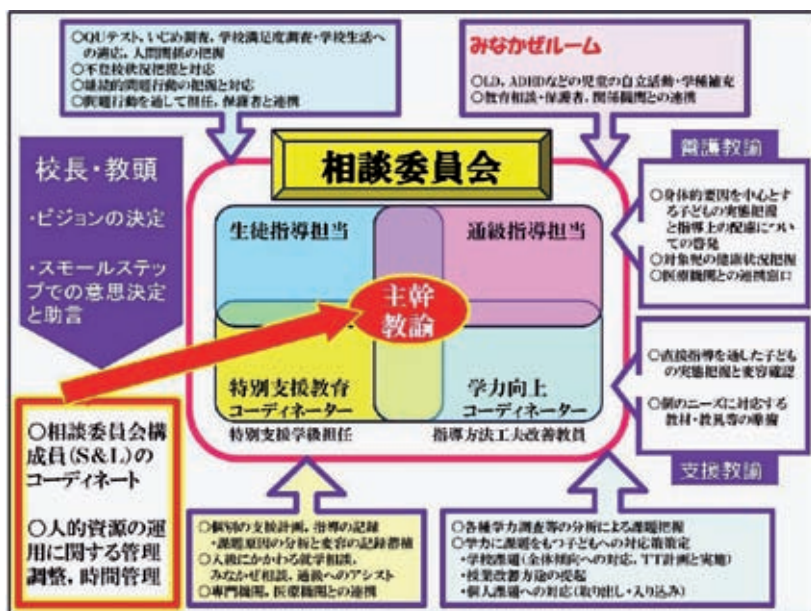 ○QUテスト,いじめ調査,学校満足度調査・学校生活へ
の適応,人間関係の把握
○不登校状況把握と対応
○継続的問題行動の把握と対応
○問題行動を通して担任,保護者と連携
みなかぜルーム
○LD、ADHDなどの児童の自立活動・学種補充
○教育相談・保護者、関係機関との連携
校長・教頭
・ビジョンの決定
・スモールステッ
プでの意思決定
と助言
相談委員会
生徒指導担当
通級指導担当
主幹
教諭
特別支援教育
コーディネーター
特別支援学級担任
学力向上
コーディネーター
指導方法工夫改善教員
養護教諭
○身体的要因を中心とす
る子どもの実態把握
と指導上の配慮につい
ての啓発
○対象児の健康状況把握
○医療機関との連携窓口
○直接指導を通した子ども
の実態把握と変容確認
○個のニーズに対応する
教材・教具等の準備
支援教諭
○相談委員会構
成員(S&L)の
コーディネート
○人的資源の運
用に関する管理
調整,時間管理
○個別の支援計画,指導の記録
・課題原因の分析と変容の記録蓄積
○入級にかかわる就学相談,
みなかぜ相談,通級へのアシスト
○専門機関,医療機関との連携
○各種学力調査等の分析による課題把握
○学力に課題をもつ子どもへの対応策策定
・学校課題(全体傾向への対応,TT計画と実施)
・授業改善方途の提起
・個人課題への対応(取り出し・入り込み)